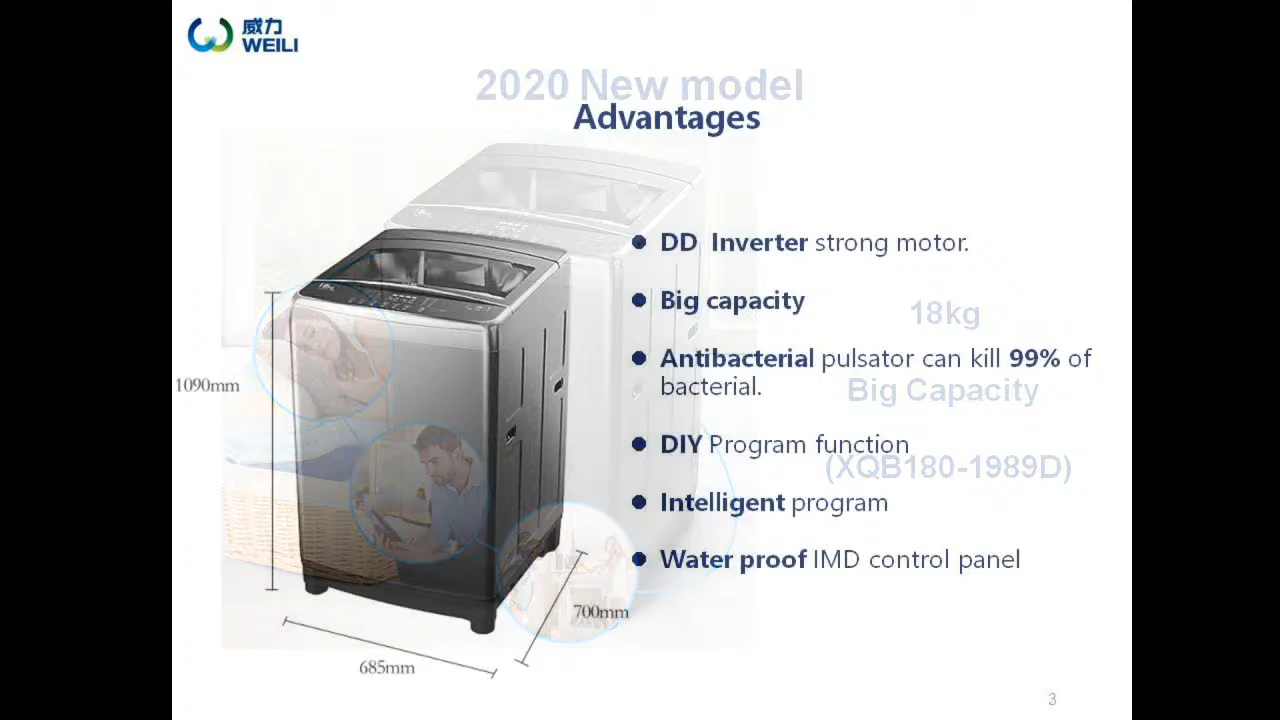 威力
WEILI
2020 New model
Advantages
DD Inverter strong motor.
Big capacity
18kg
Antibacterial pulsator can kill 99% of
bacterial.
Big Capacity
DIY Program function
(XQB180-1989D)
Intelligent program
Water proof IMD control panel
1090mm
700mm
685mm
3